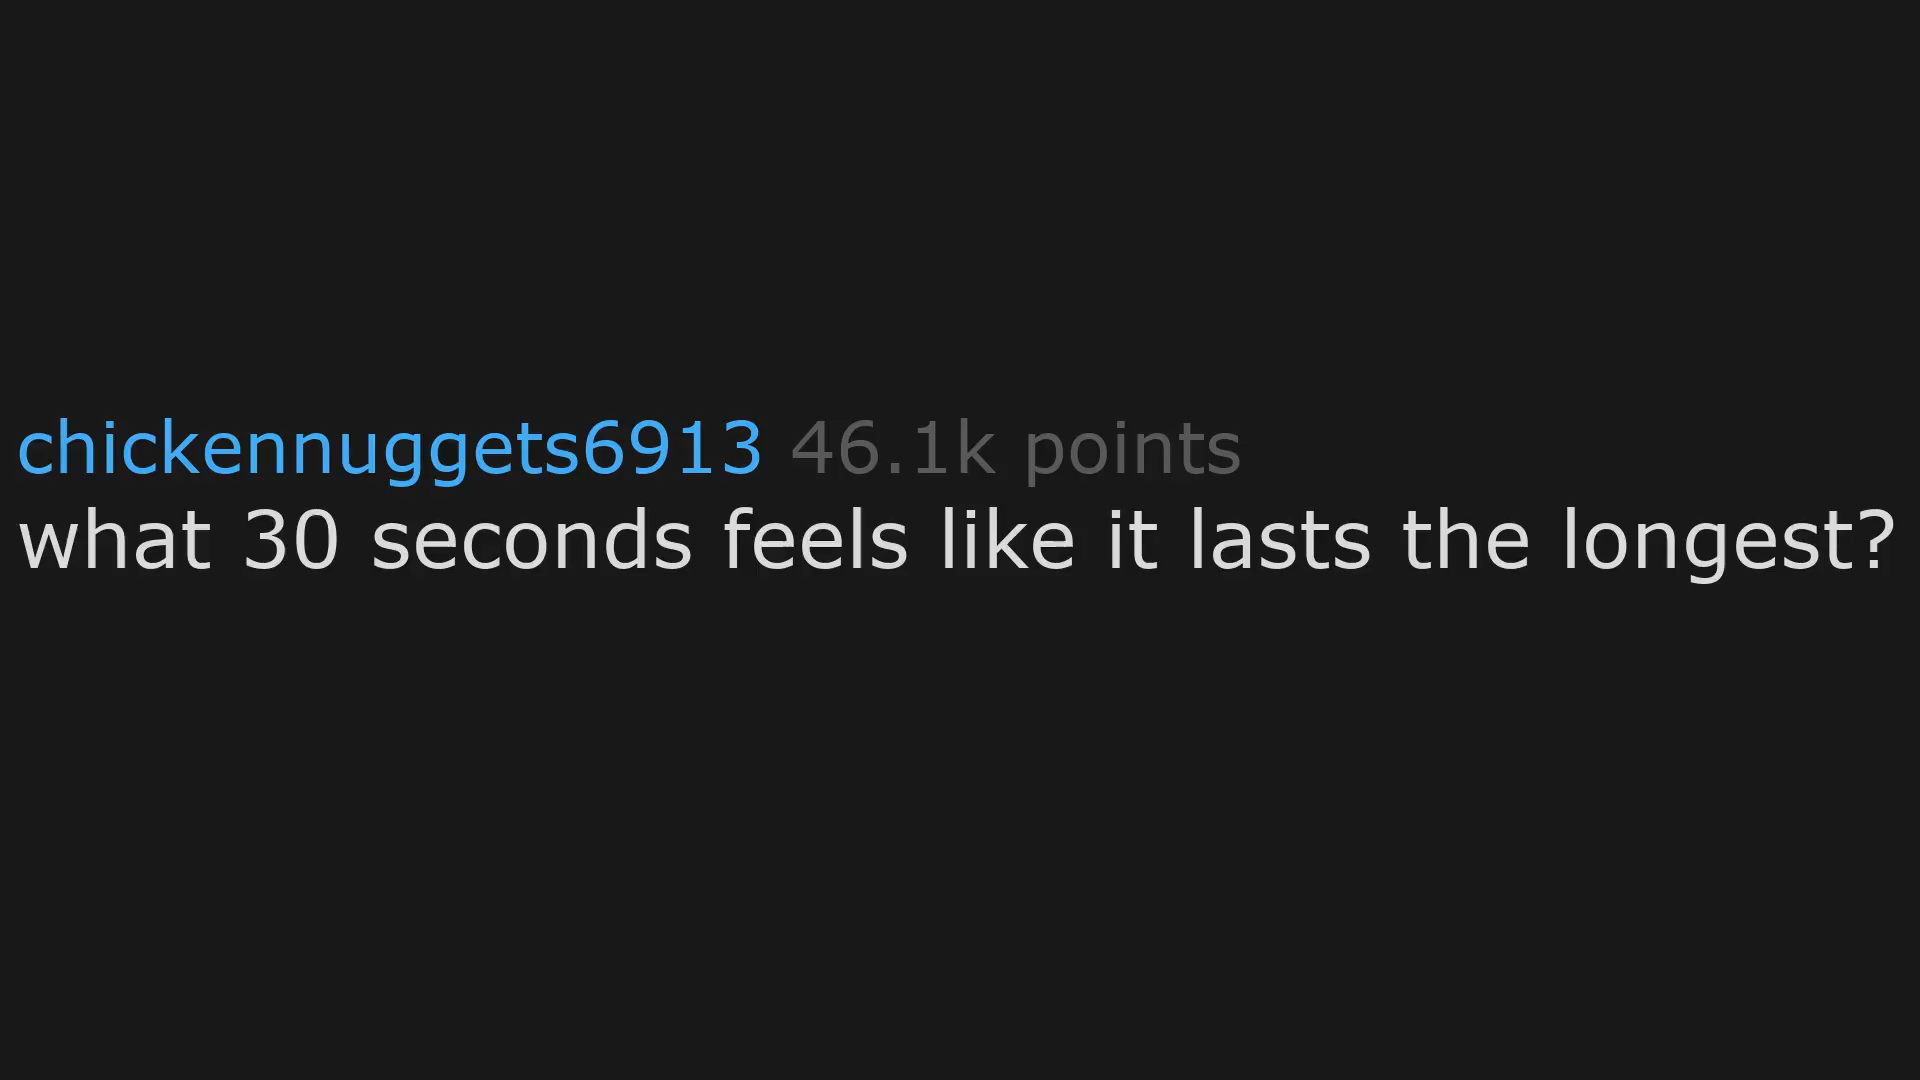 chickennuggets6913 46.1k points
what 30 seconds feels like it lasts the longest?